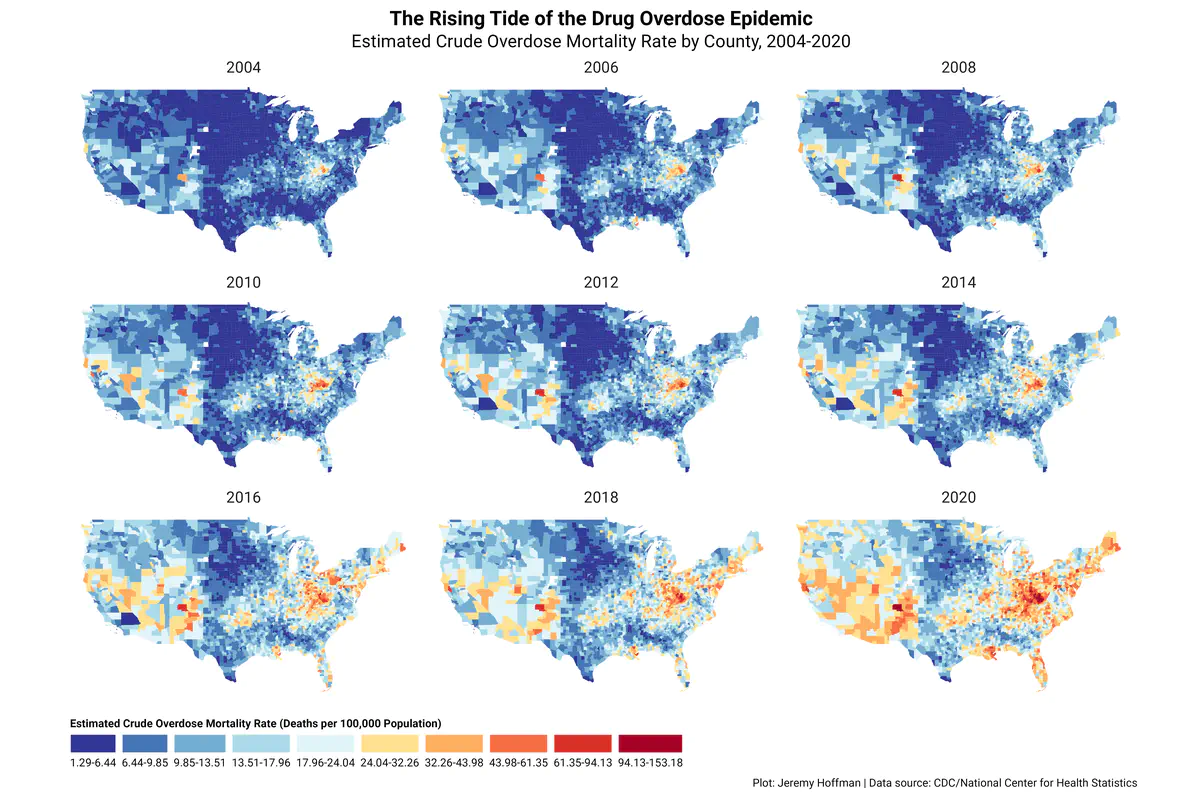 The Rising Tide of the Drug Overdose Epidemic
Estimated Crude Overdose Mortality Rate by County, 2004-2020
2004 2006 2008
2010 2012 2014
2016 2018 2020
Estimated Crude Overdose Mortality Rate (Deaths per 100,000 Population)
1.29-6.44 6.44-9.85 9.85-13.51 13.51-17.96 17.96-24.04 24.04-32.26 32.26-43.98 43.98-61.35 61.35-94.13 94.13-153.18
Plot: Jeremy Hoffman | Data source: CDC/National Center for Health Statistics